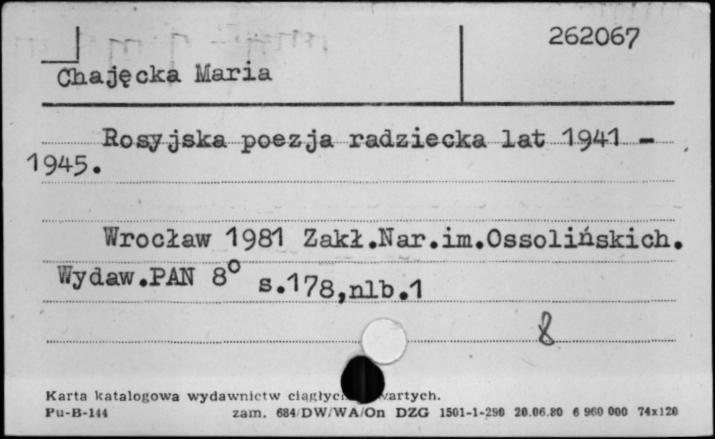 262067
Chajęcka Maria
Rosyjska poezja radziecka lat 1941 -
1945.
Wrocław 1981 Zakł.Nar.im.Ossolińskich.
Wydaw.PAN 8° s.178,nlb.1
8
Karta katalogowa wydawnictw
Pu-B-144 zam. 684/DW/WA/On DZG 1501-1-290 20.06.80 6 960 000 74x120